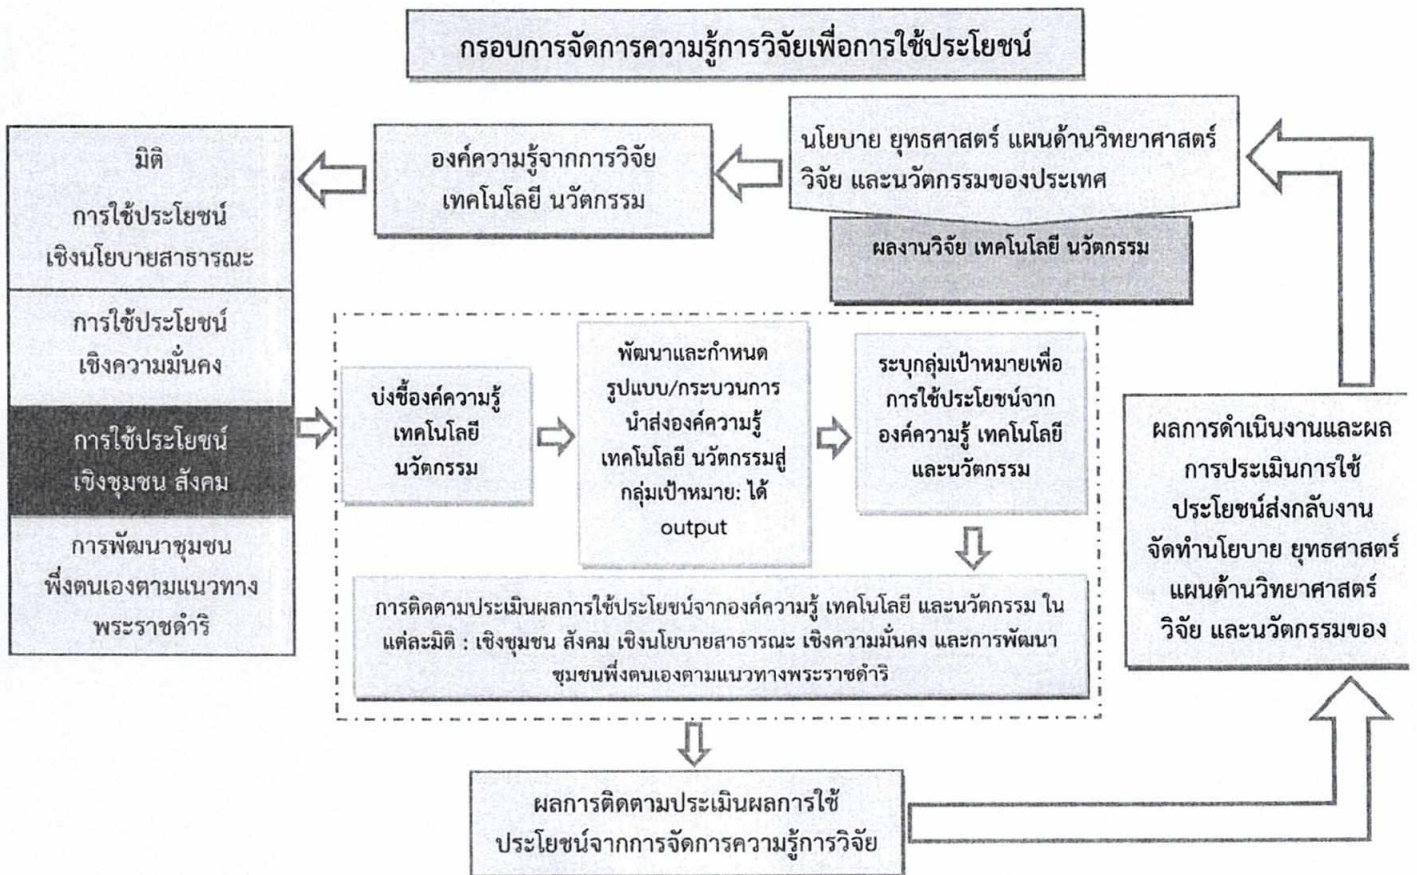 กรอบการจัดการความรู้การวิจัยเพื่อการใช้ประโยชน์
นโยบาย ยุทธศาสตร์ แผนด้านวิทยาศาสตร์
วิจัย และนวัตกรรมของประเทศ
ผลงานวิจัย เทคโนโลยี นวัตกรรม
องค์ความรู้จากการวิจัย
เทคโนโลยี นวัตกรรม
มิติ
การใช้ประโยชน์
เชิงนโยบายสาธารณะ
การใช้ประโยชน์
เชิงความมั่นคง
การใช้ประโยชน์
เชิงชุมชน สังคม
การพัฒนาชุมชน
พึ่งตนเองตามแนวทาง
พระราชดำริ
บ่งชี้องค์ความรู้
เทคโนโลยี
นวัตกรรม
พัฒนาและกำหนด
รูปแบบ/กระบวนการ
นำส่งองค์ความรู้
เทคโนโลยี นวัตกรรมสู่
กลุ่มเป้าหมาย: ได้
output
ระบุกลุ่มเป้าหมายเพื่อ
การใช้ประโยชน์จาก
องค์ความรู้ เทคโนโลยี
และนวัตกรรม
การติดตามประเมินผลการใช้ประโยชน์จากองค์ความรู้ เทคโนโลยี และนวัตกรรม ใน
แต่ละมิติ : เชิงชุมชน สังคม เชิงนโยบายสาธารณะ เชิงความมั่นคง และการพัฒนา
ชุมชนพึ่งตนเองตามแนวทางพระราชดำริ
ผลการติดตามประเมินผลการใช้
ประโยชน์จากการจัดการความรู้การวิจัย
ผลการดำเนินงานและผล
การประเมินการใช้
ประโยชน์ส่งกลับงาน
จัดทำนโยบาย ยุทธศาสตร์
แผนด้านวิทยาศาสตร์
วิจัย และนวัตกรรมของ